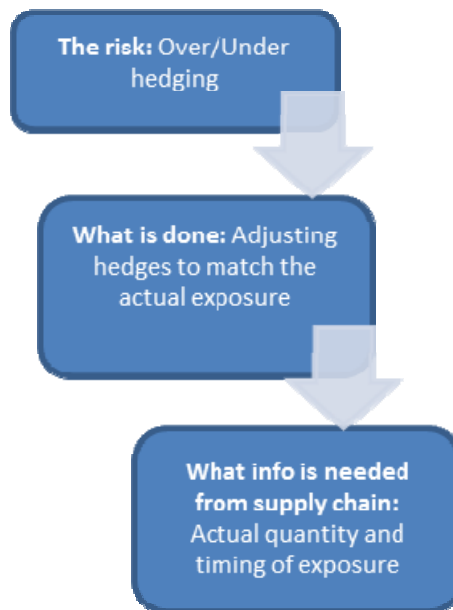 The risk: Over/Under
hedging
What is done: Adjusting
hedges to match the
actual exposure
What info is needed
from supply chain:
Actual quantity and
timing of exposure